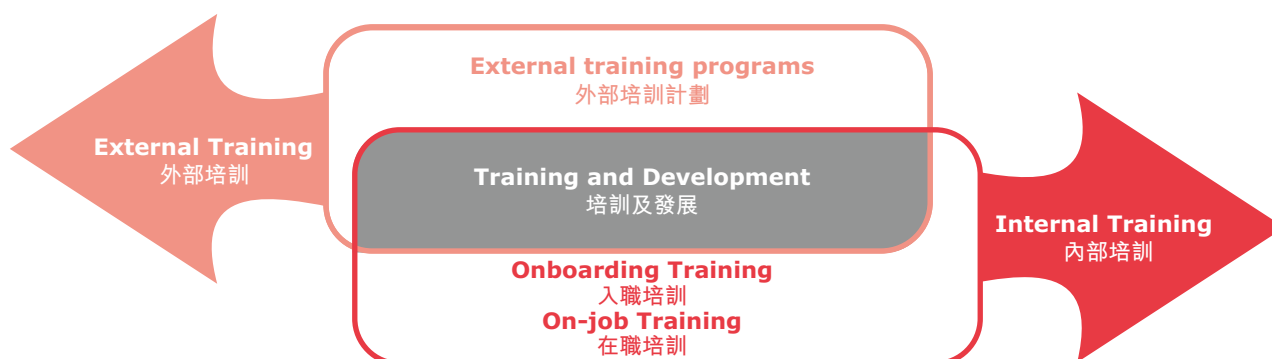 External training programs
外部培訓計劃
External Training
外部培訓
Training and Development
培訓及發展
Internal Training
內部培訓
Onboarding Training
入職培訓
On-job Training
在職培訓